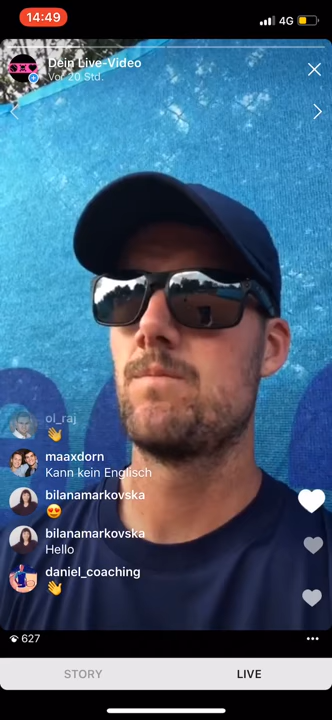 14:49
4G
Dein Live-Video
Vor 20 Std.
ol_raj
👋
maaxdorn
Kann kein Englisch
bilanamarkovska
😍
bilanamarkovska
Hello
daniel_coaching
👋
627
STORY
LIVE